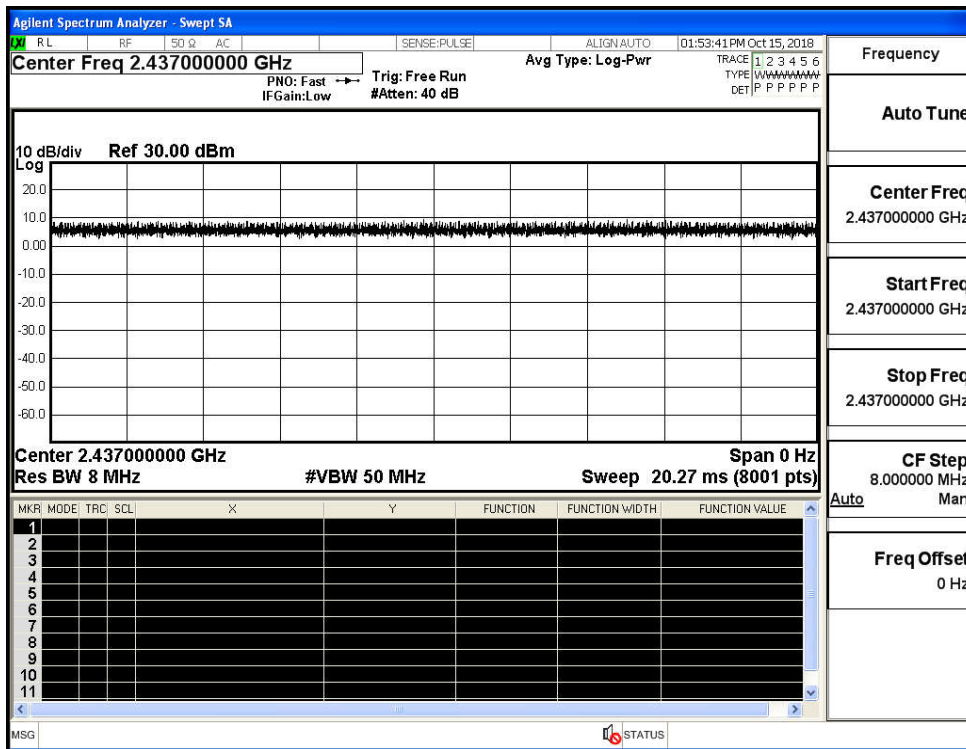 Agilent Spectrum Analyzer - Swept SA
LXI RL RF 50 Ω AC SENSE:PULSE ALIGN AUTO 01:53:41 PM Oct 15, 2018
Center Freq 2.437000000 GHz
PNO: Fast
IFGain:Low
Trig: Free Run
#Atten: 40 dB
Avg Type: Log-Pwr
TRACE 1 2 3 4 5 6
TYPE WWWWWW
DET P P P P P P
10 dB/div Ref 30.00 dBm
Log
20.0
10.0
0.00
-10.0
-20.0
-30.0
-40.0
-50.0
-60.0
Center 2.437000000 GHz Span 0 Hz
Res BW 8 MHz #VBW 50 MHz Sweep 20.27 ms (8001 pts)
MKR MODE TRC SCL X Y FUNCTION FUNCTION WIDTH FUNCTION VALUE
1
2
3
4
5
6
7
8
9
10
11
MSG STATUS
Frequency
Auto Tune
Center Freq
2.437000000 GHz
Start Freq
2.437000000 GHz
Stop Freq
2.437000000 GHz
CF Step
8.000000 MHz
Auto Man
Freq Offset
0 Hz